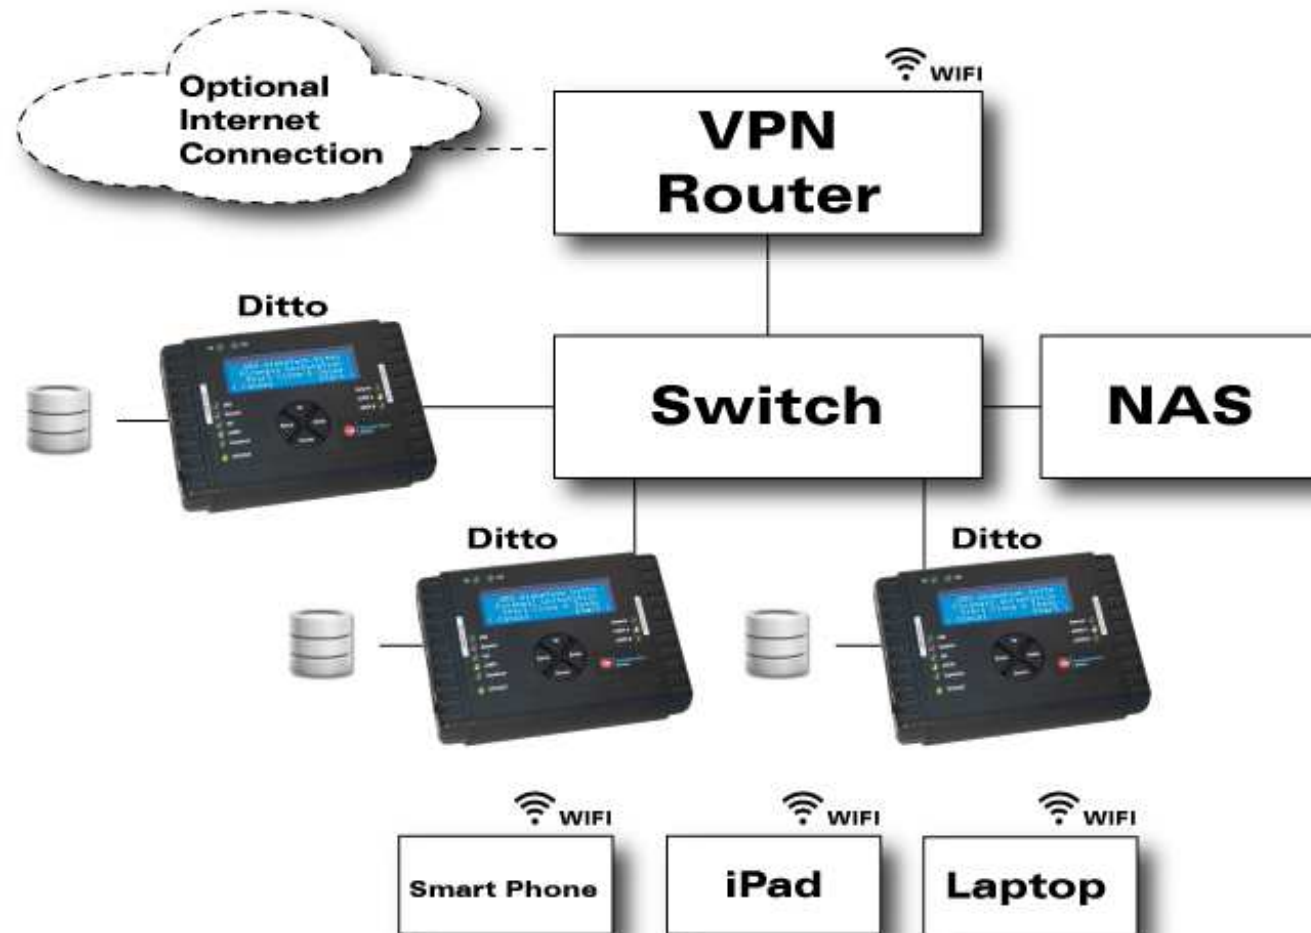 Optional
Internet
Connection
WIFI
VPN
Router
Ditto
Switch
NAS
Ditto
Ditto
WIFI
WIFI
WIFI
Smart Phone
iPad
Laptop